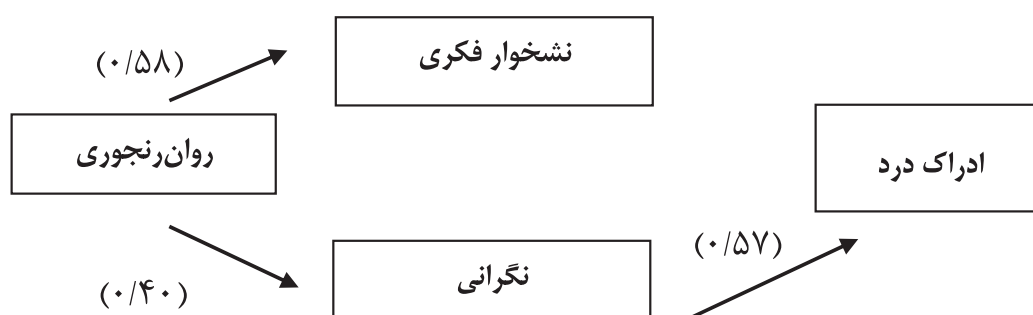 نشخوار فکری
(۰/۵۸)
روان‌رنجوری
ادراک درد
(۰/۵۷)
نگرانی
(۰/۴۰)